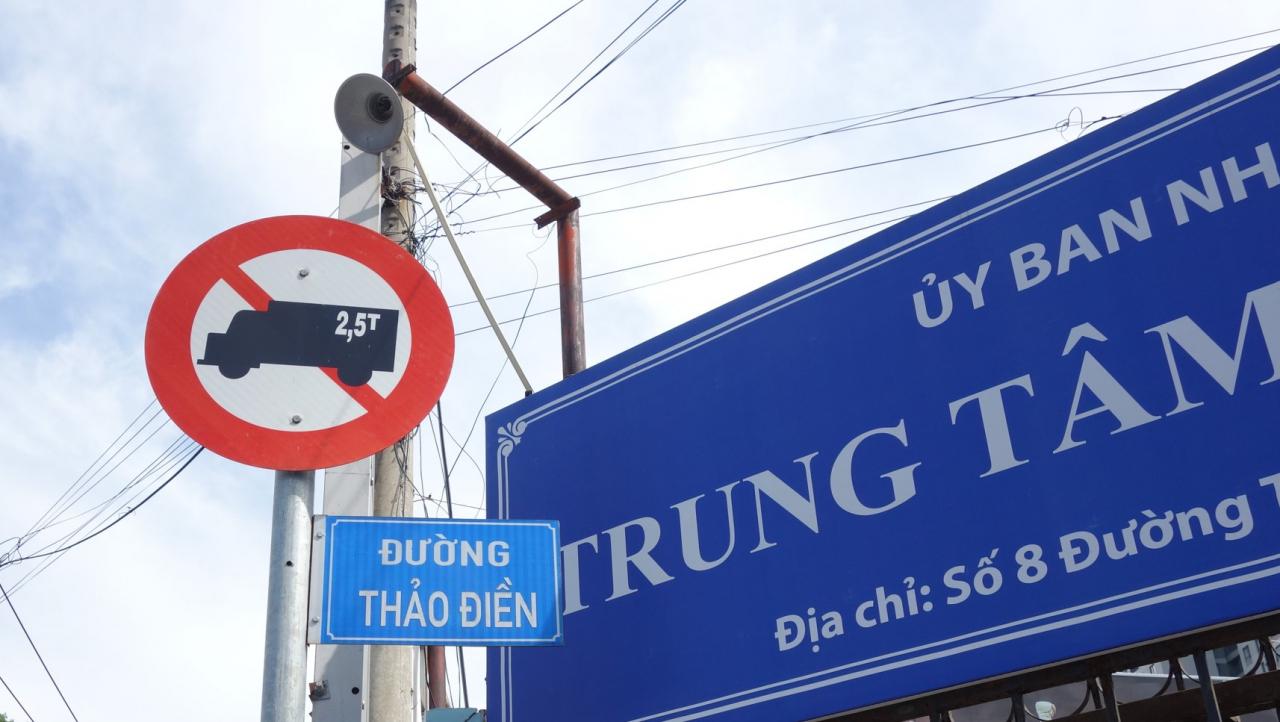 2,5T
ĐƯỜNG
THẢO ĐIỀN
ỦY BAN NH
TRUNG TÂM
Địa chỉ: Số 8 Đường T